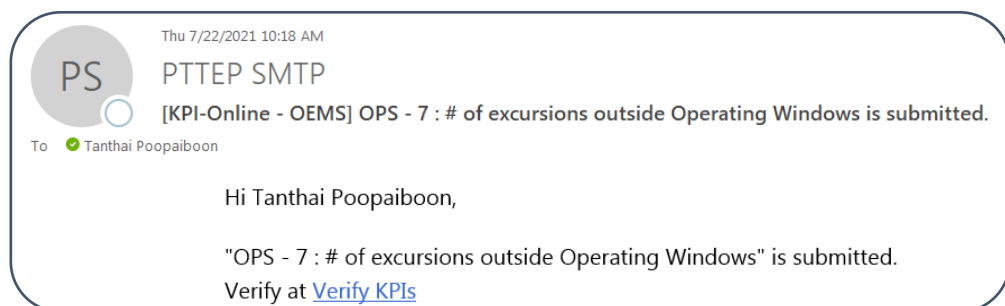 Thu 7/22/2021 10:18 AM
PS
PTTEP SMTP
[KPI-Online - OEMS] OPS - 7 : # of excursions outside Operating Windows is submitted.
To Tanthai Poopaiboon
Hi Tanthai Poopaiboon,
"OPS - 7 : # of excursions outside Operating Windows" is submitted.
Verify at Verify KPIs